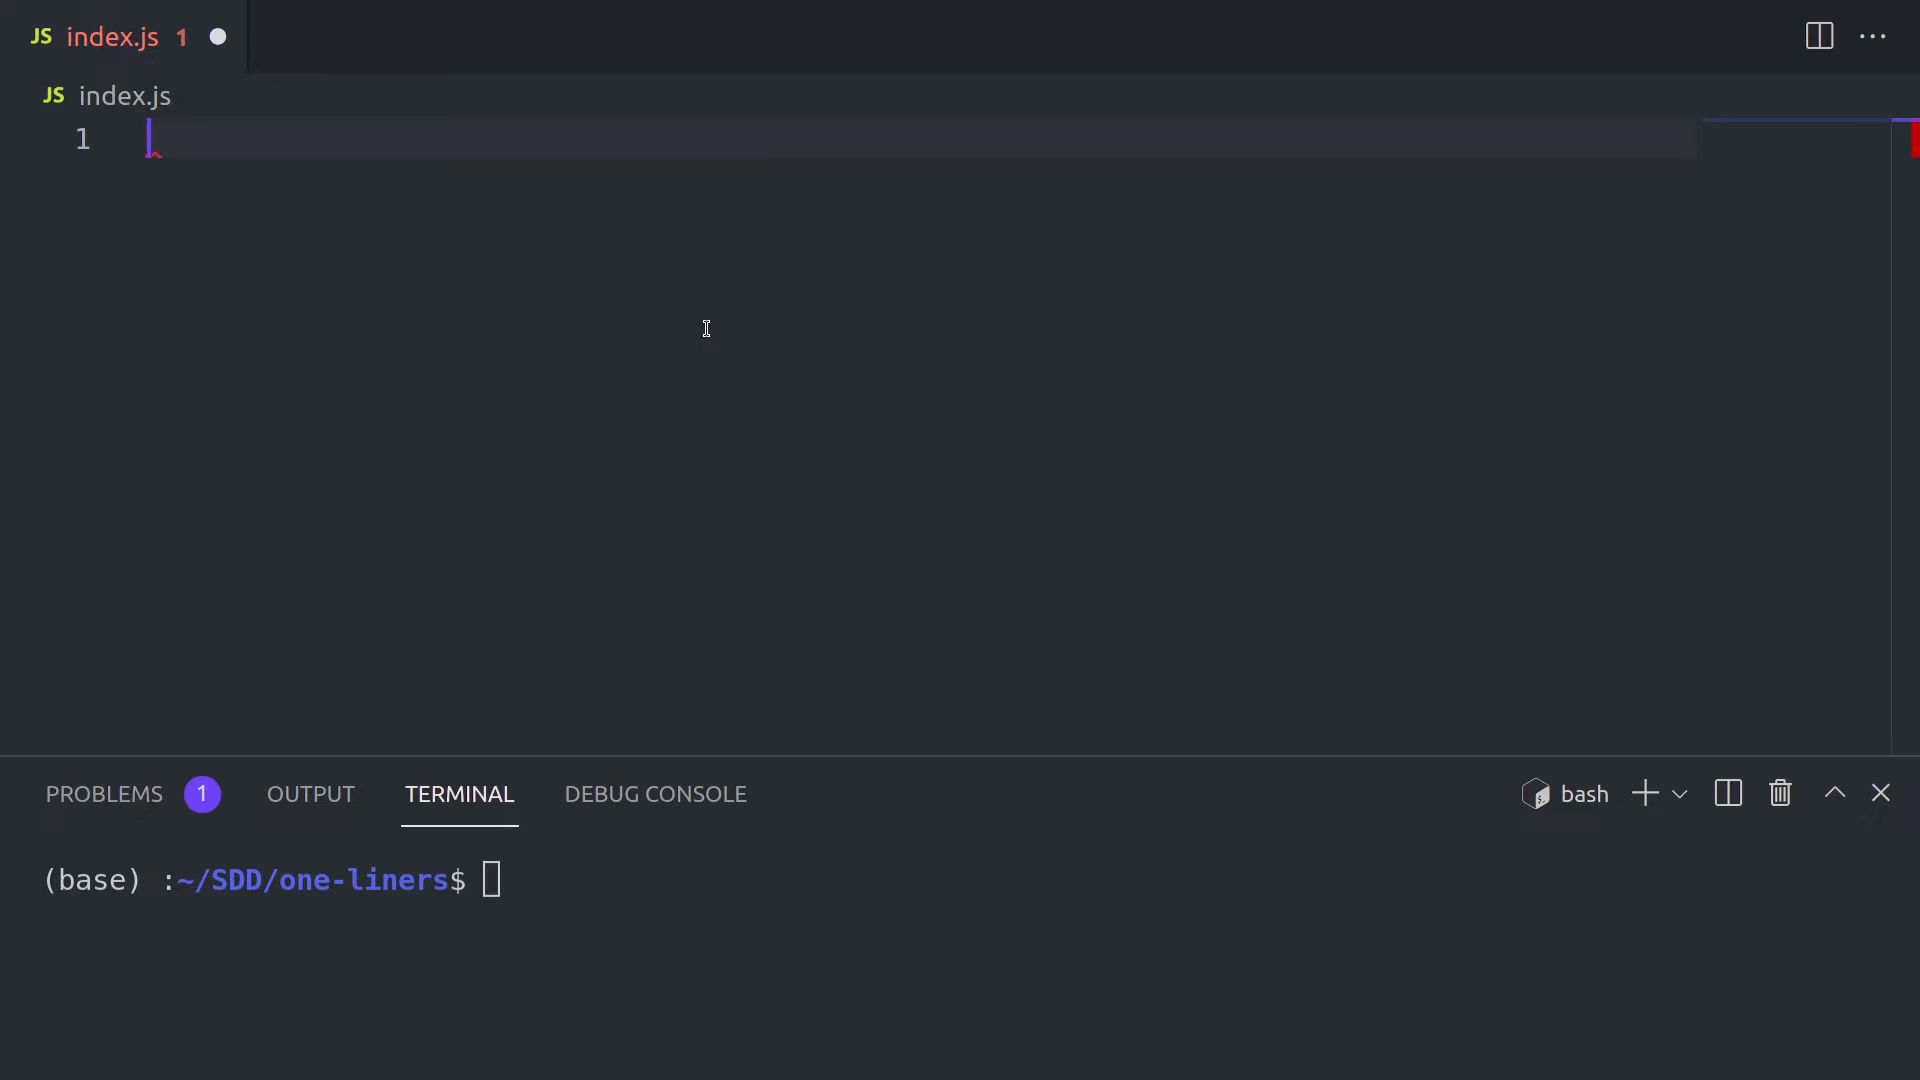 JS index.js 1
JS index.js
1
PROBLEMS 1 OUTPUT TERMINAL DEBUG CONSOLE bash
(base) :~/SDD/one-liners$